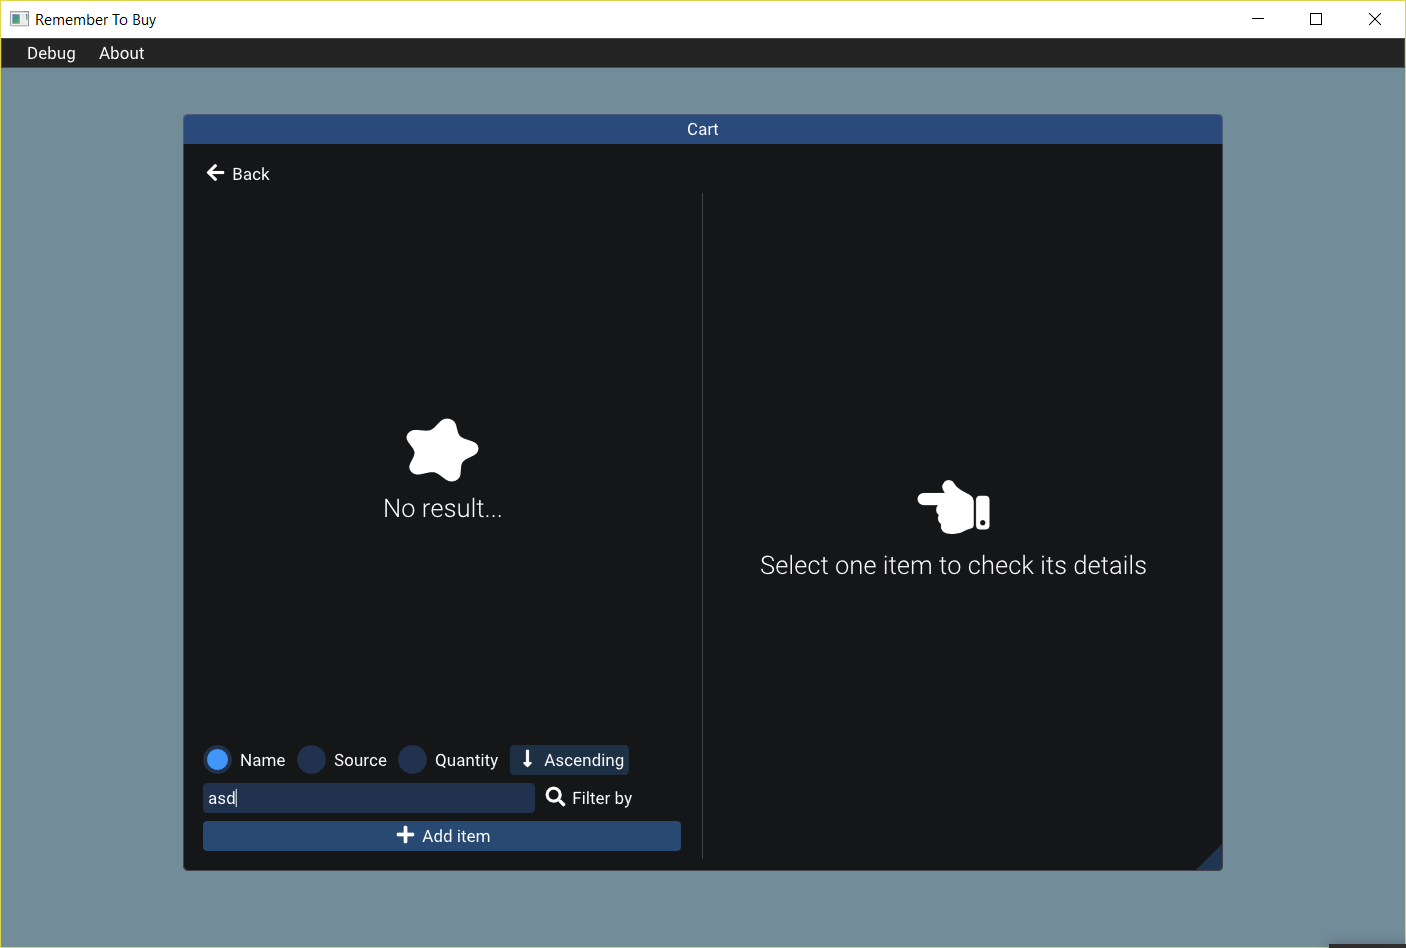 Remember To Buy
Debug About
Cart
Back
No result...
Select one item to check its details
Name Source Quantity Ascending
asd Filter by
Add item